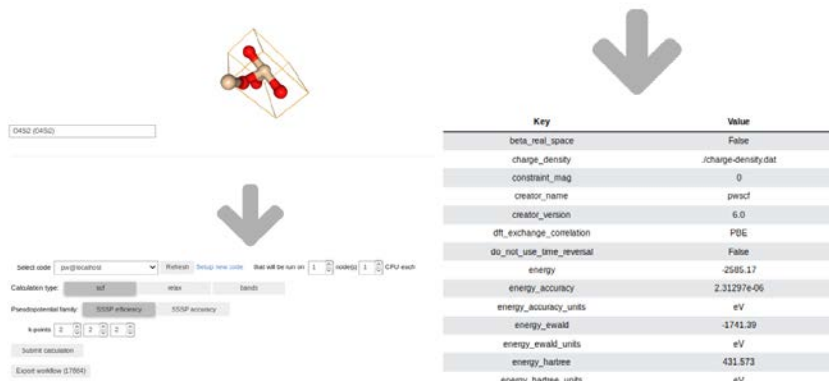 O4Si2 (O4Si2)
Select code pw@localhost Refresh Setup new code that will be run on 1 node(s) 1 CPU each
Calculation type: scf relax bands
Pseudopotential family: SSSP efficiency SSSP accuracy
k-points 2 2 2
Submit calculation
Export workflow (17864)
Key Value
beta_real_space False
charge_density ./charge-density.dat
constraint_mag 0
creator_name pwscf
creator_version 6.0
dft_exchange_correlation PBE
do_not_use_time_reversal False
energy -2585.17
energy_accuracy 2.31297e-06
energy_accuracy_units eV
energy_ewald -1741.39
energy_ewald_units eV
energy_hartree 431.573
energy_hartree_units eV